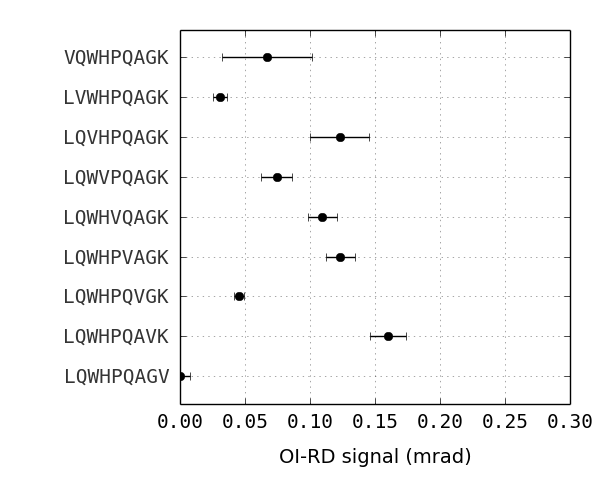 VQWHPQAGK
LVWHPQAGK
LQVHPQAGK
LQWVPQAGK
LQWHVQAGK
LQWHPVAGK
LQWHPQVGK
LQWHPQAVK
LQWHPQAGV
0.00 0.05 0.10 0.15 0.20 0.25 0.30
OI-RD signal (mrad)